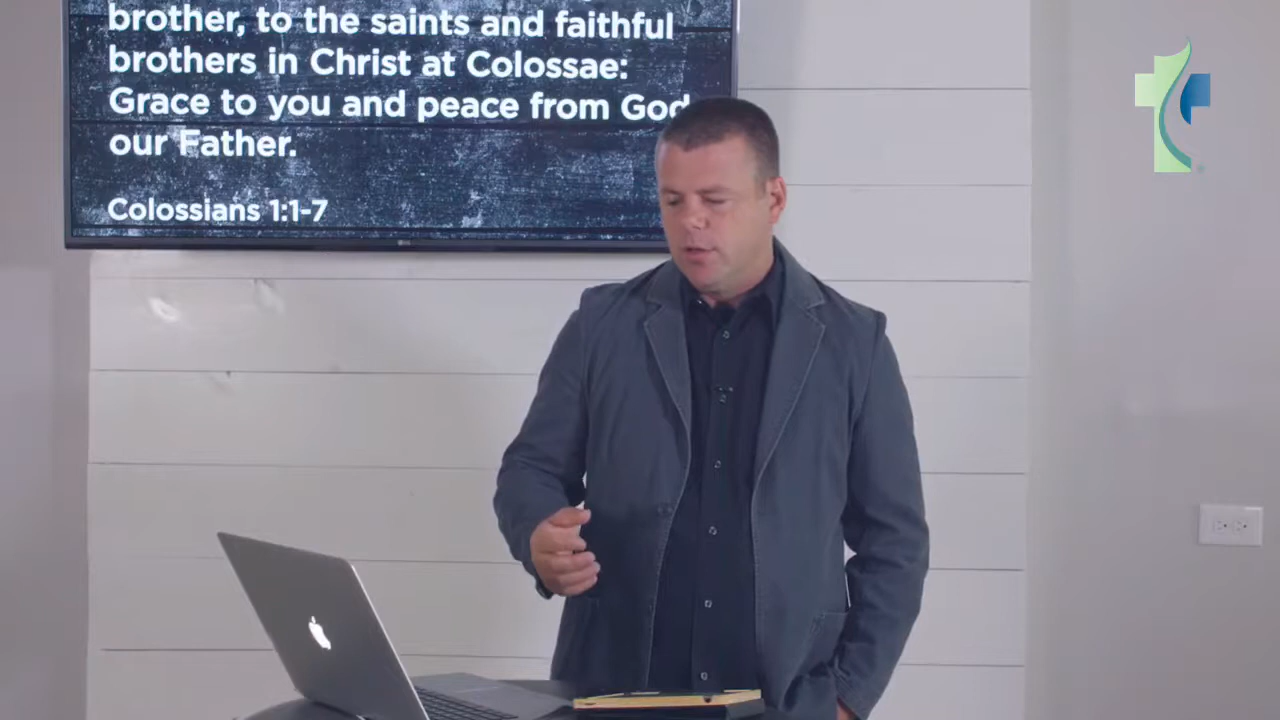 brother, to the saints and faithful
brothers in Christ at Colossae:
Grace to you and peace from God
our Father.
Colossians 1:1-7